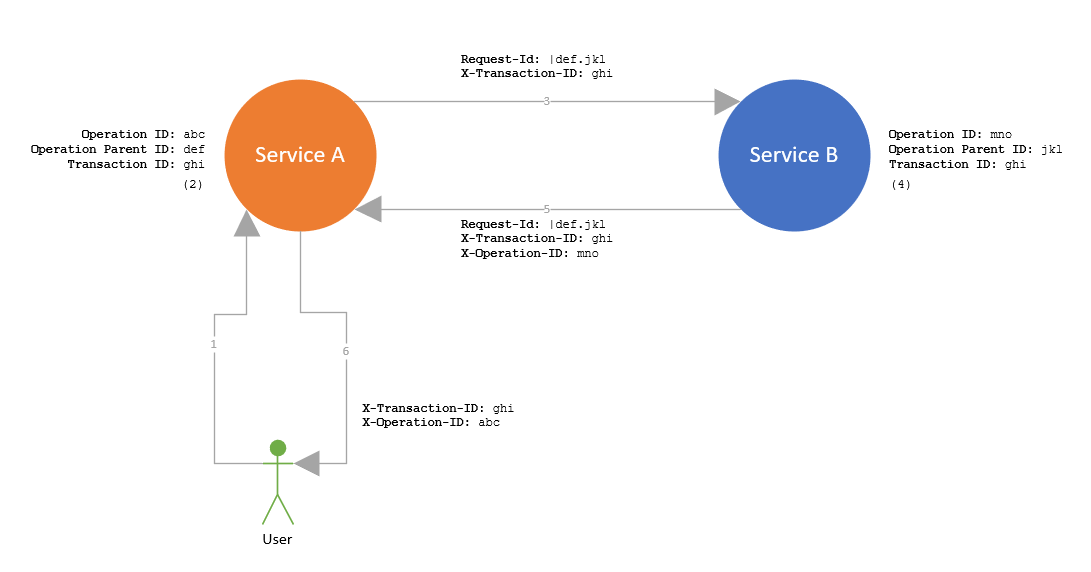 Request-Id: |def.jkl
X-Transaction-ID: ghi
3
Operation ID: abc
Operation Parent ID: def
Transaction ID: ghi
(2)
Service A
Service B
Operation ID: mno
Operation Parent ID: jkl
Transaction ID: ghi
(4)
5
Request-Id: |def.jkl
X-Transaction-ID: ghi
X-Operation-ID: mno
1
6
X-Transaction-ID: ghi
X-Operation-ID: abc
User